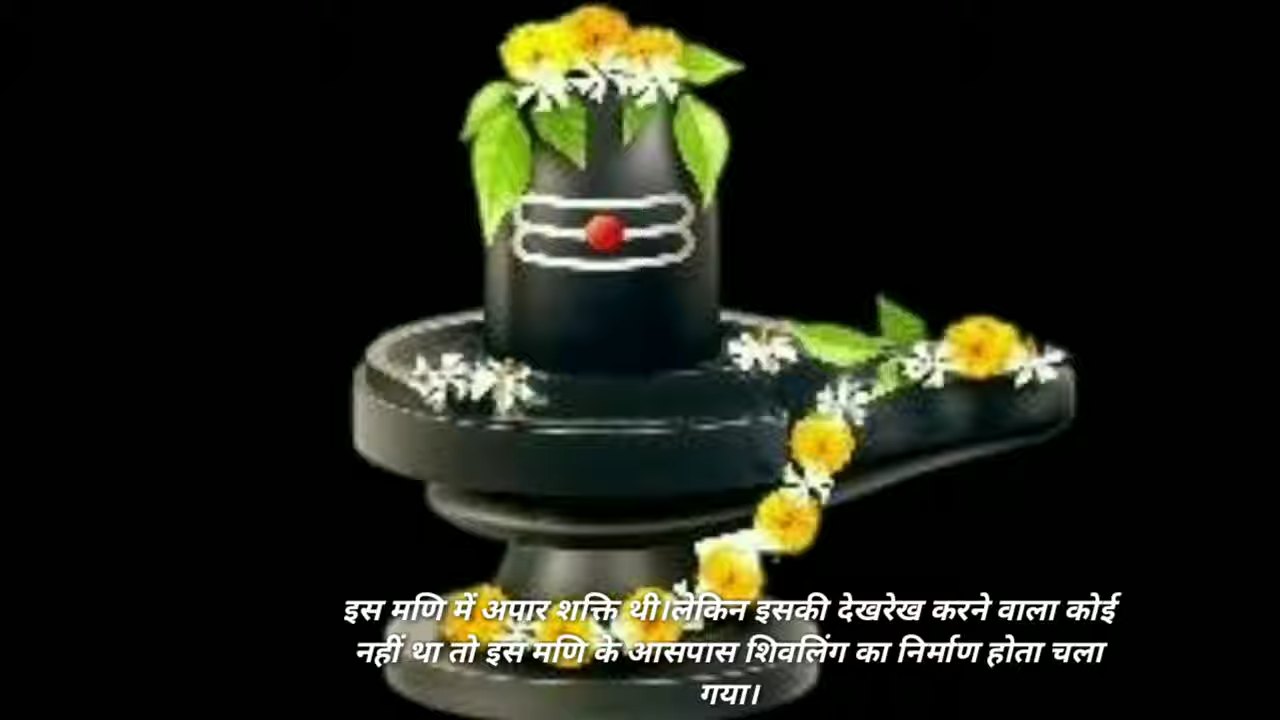 इस मणि में अपार शक्ति थी।लेकिन इसकी देखरेख करने वाला कोई
नहीं था तो इस मणि के आसपास शिवलिंग का निर्माण होता चला
गया।